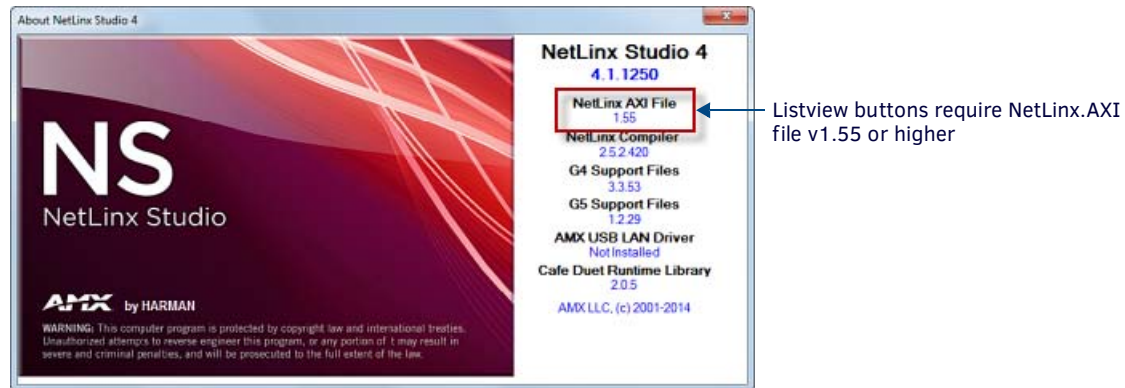 About NetLinx Studio 4
x
NS
NetLinx Studio
AMX by HARMAN
WARNING: This computer program is protected by copyright law and international treaties.
Unauthorized attempts to reverse engineer this program, or any portion of t may result in
severe and criminal penalties, and will be prosecuted to the full extent of the law.
NetLinx Studio 4
4.1.1250
NetLinx AXI File
1.55
NetLinx Compiler
2.5.2.420
G4 Support Files
3.3.53
G5 Support Files
1.2.29
AMX USB LAN Driver
Not Installed
Cafe Duet Runtime Library
2.0.5
AMX LLC, (c) 2001-2014
Listview buttons require NetLinx.AXI
file v1.55 or higher